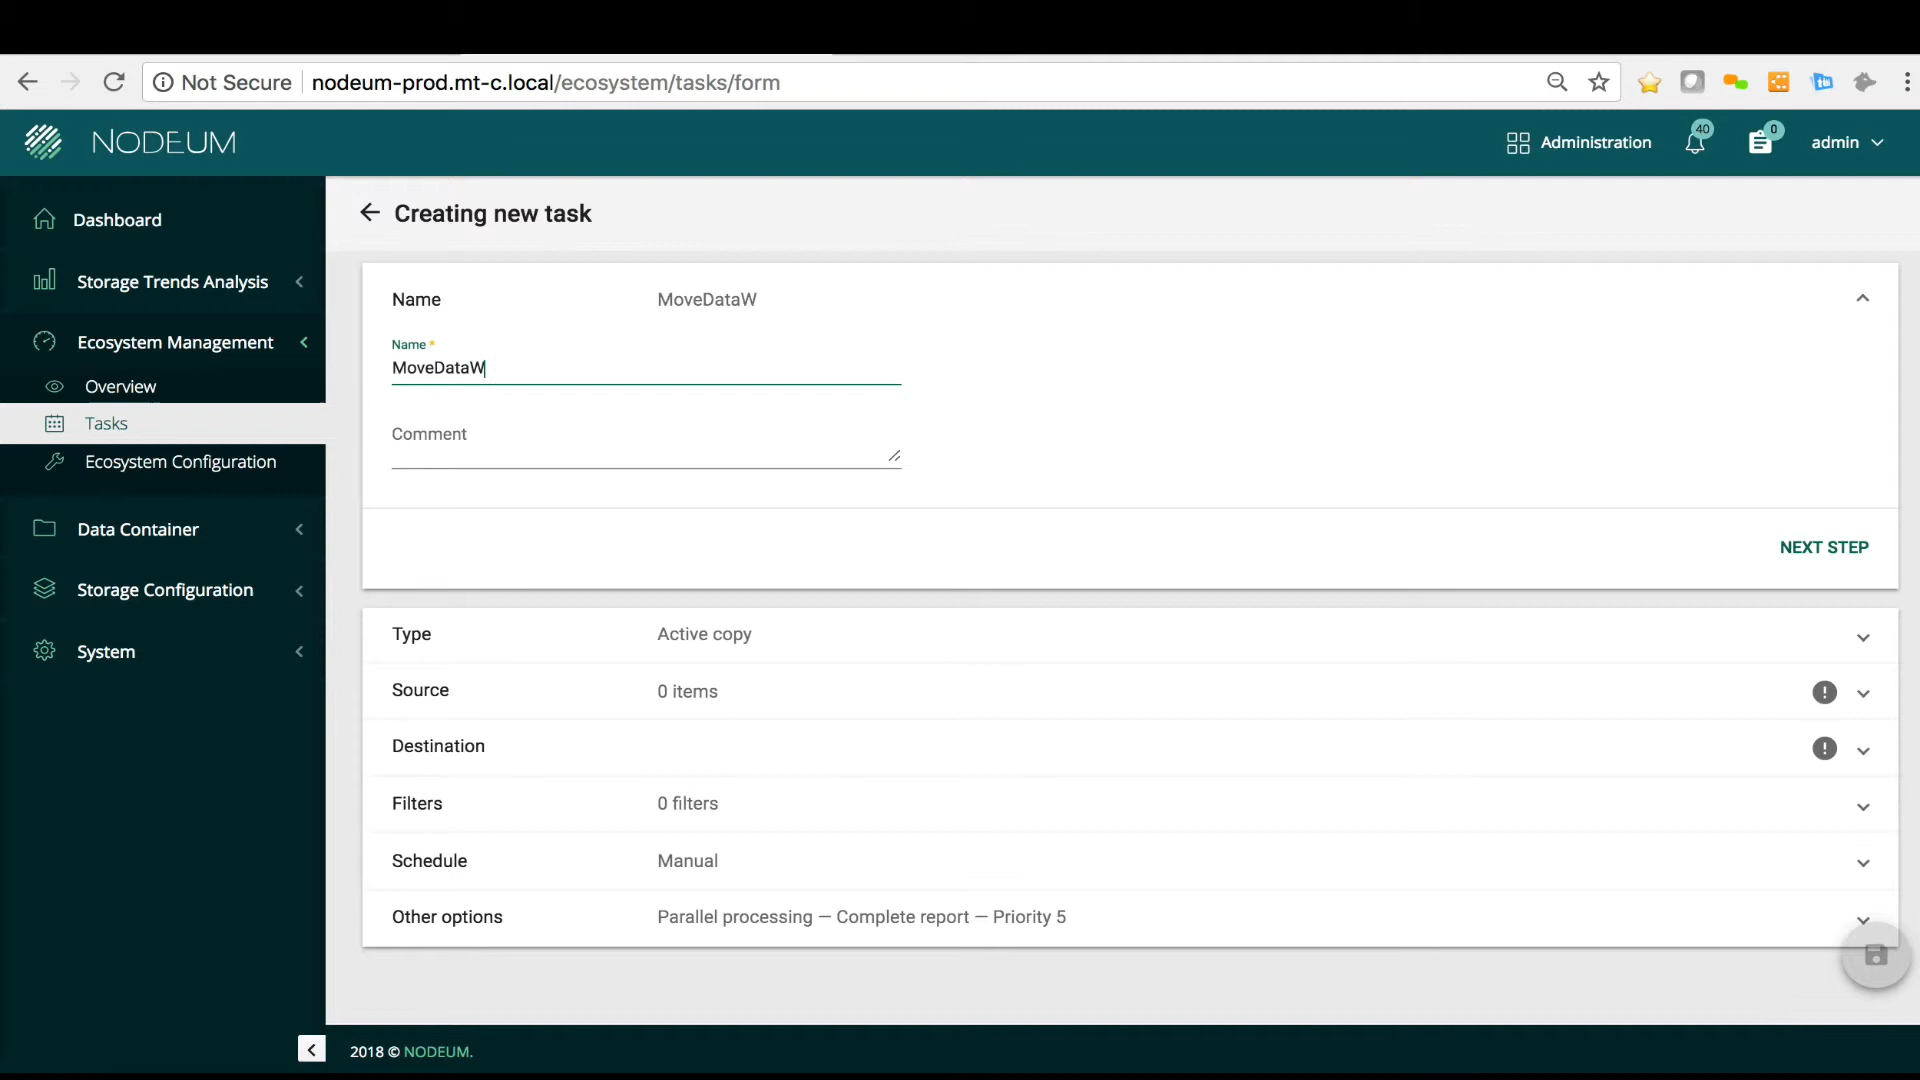 Not Secure nodeum-prod.mt-c.local/ecosystem/tasks/form
NODEUM
Administration 40 0 admin
Dashboard
Storage Trends Analysis
Ecosystem Management
Overview
Tasks
Ecosystem Configuration
Data Container
Storage Configuration
System
Creating new task
Name MoveDataW
Name *
MoveDataW
Comment
NEXT STEP
Type Active copy
Source 0 items
Destination
Filters 0 filters
Schedule Manual
Other options Parallel processing — Complete report — Priority 5
2018 © NODEUM.